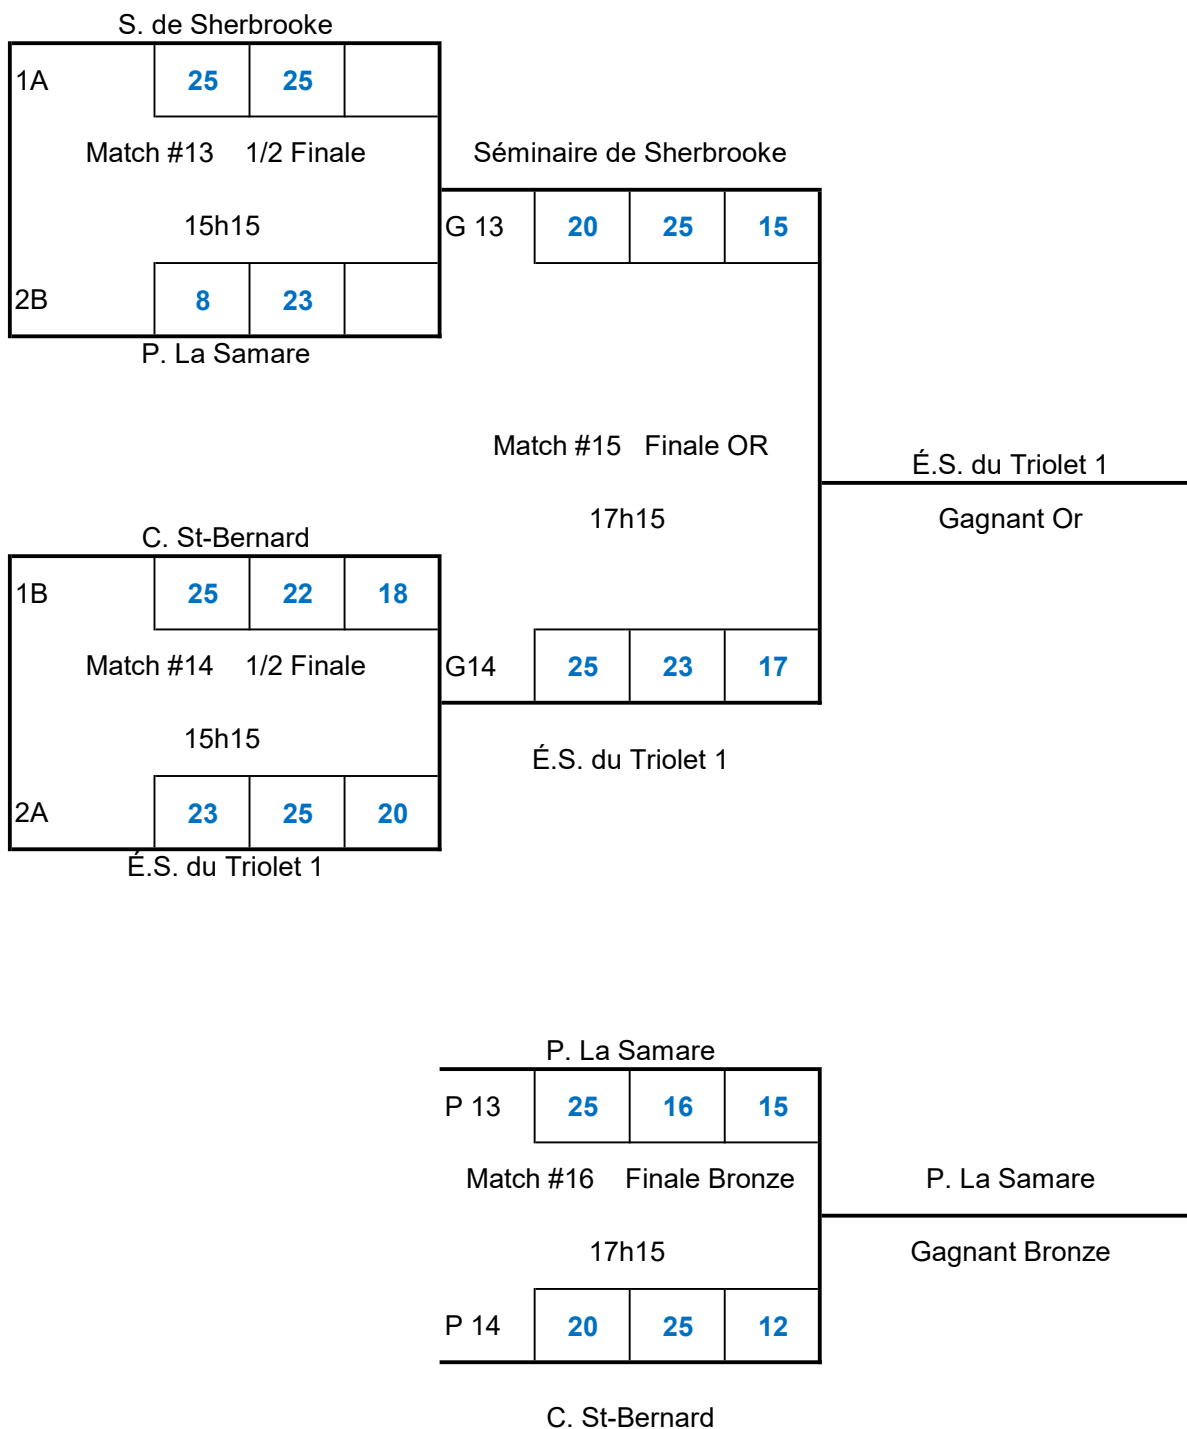 S. de Sherbrooke
1A 25 25
Match #13 1/2 Finale
15h15
2B 8 23
P. La Samare
Séminaire de Sherbrooke
G 13 20 25 15
Match #15 Finale OR
17h15
G14 25 23 17
É.S. du Triolet 1
É.S. du Triolet 1
Gagnant Or
C. St-Bernard
1B 25 22 18
Match #14 1/2 Finale
15h15
2A 23 25 20
É.S. du Triolet 1
P. La Samare
P 13 25 16 15
Match #16 Finale Bronze
17h15
P 14 20 25 12
C. St-Bernard
P. La Samare
Gagnant Bronze